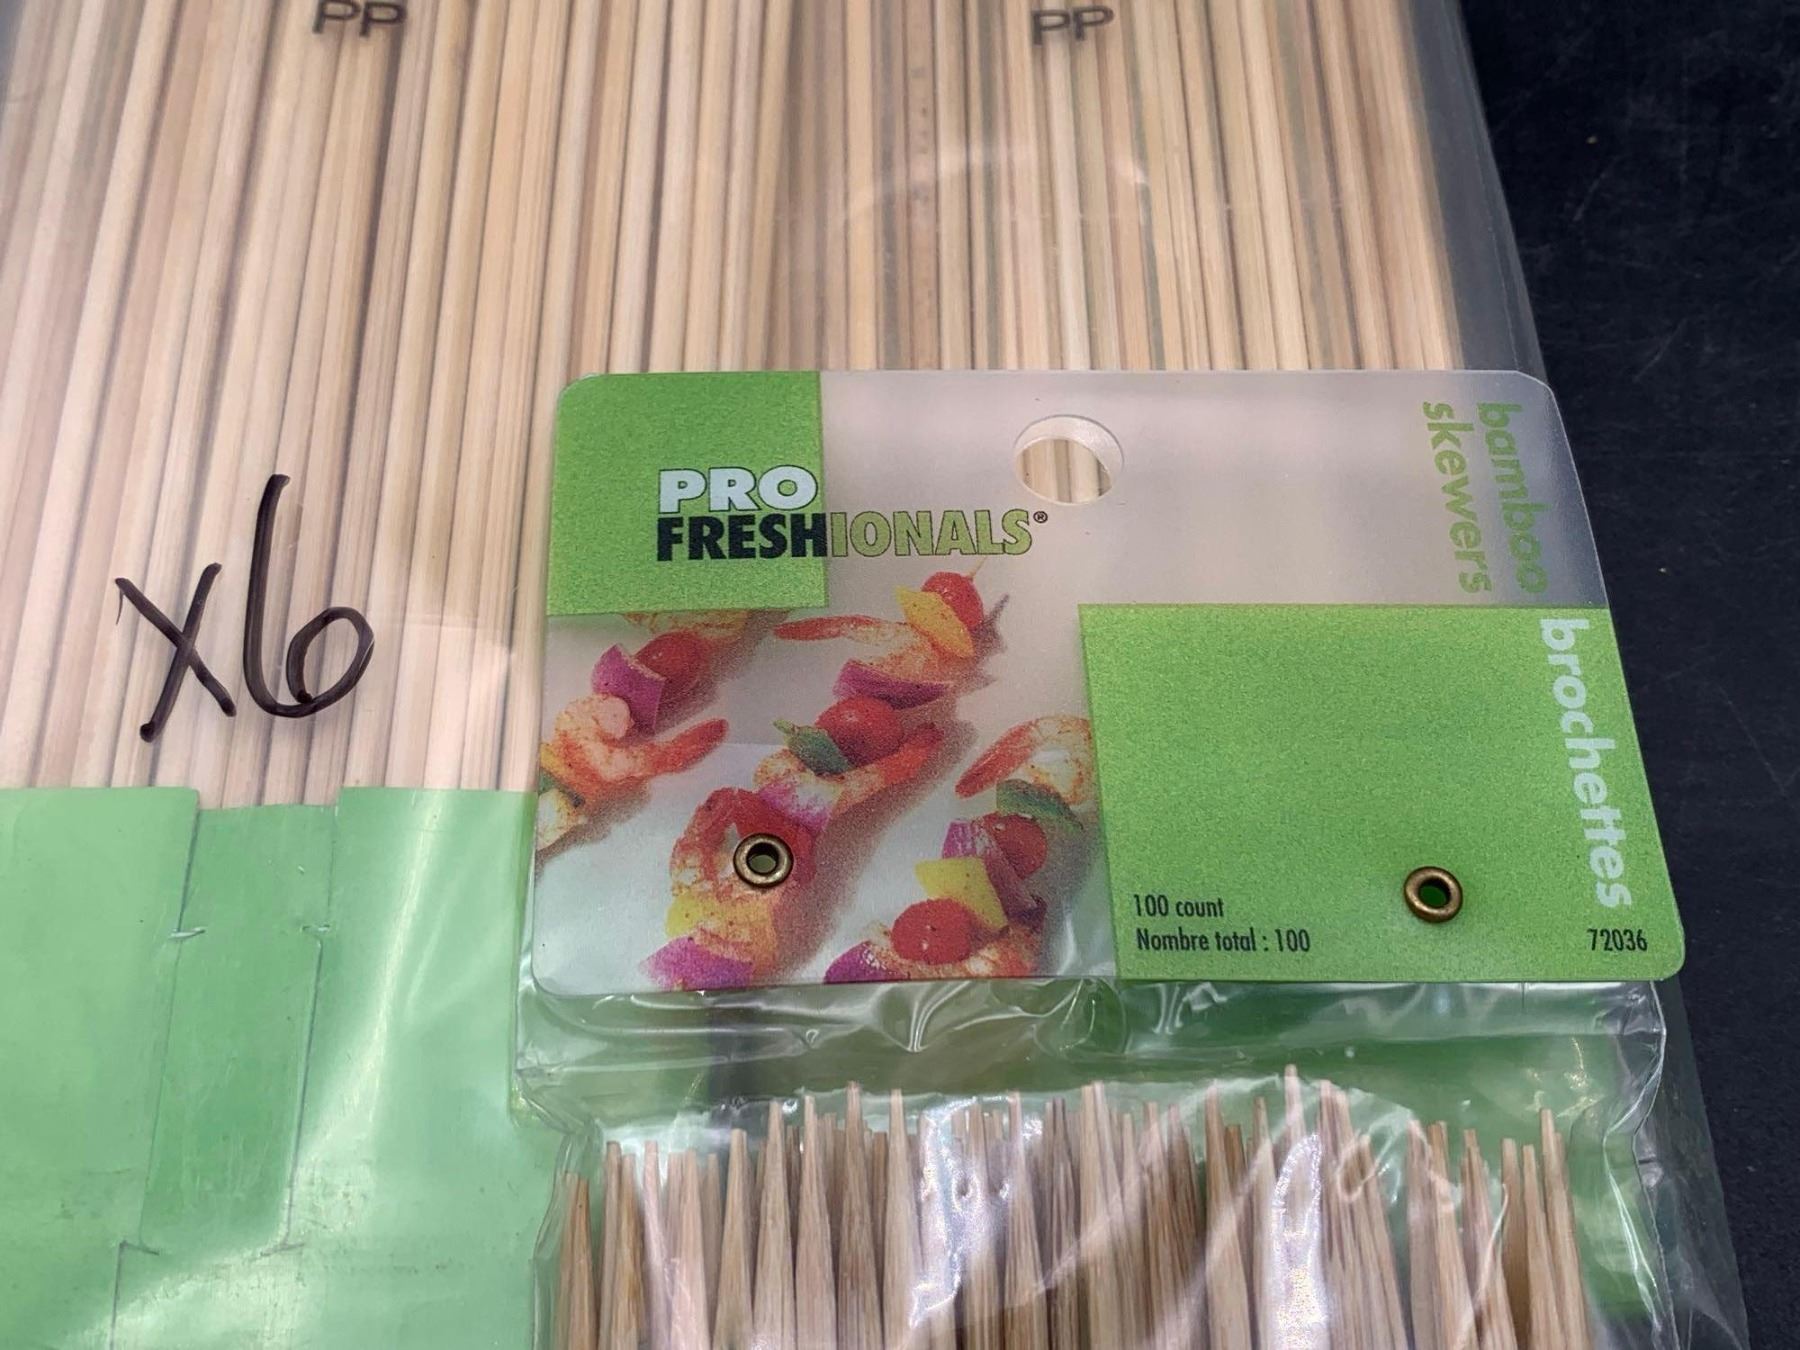 PP
PP
PRO
FRESHIONALS®
bamboo
skewers
brochettes
x6
100 count
Nombre total : 100
72036